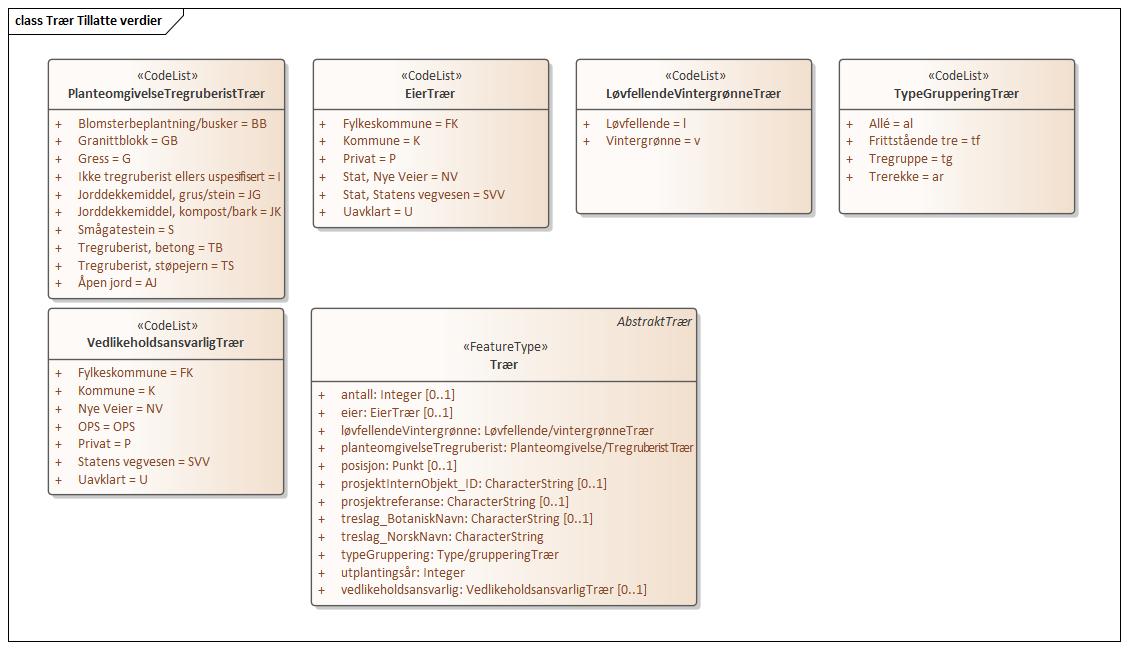 class Trær Tillatte verdier
«CodeList»
PlanteomgivelseTregruberistTrær
+ Blomsterbeplantning/busker = BB
+ Granittblokk = GB
+ Gress = G
+ Ikke tregruberist ellers uspesifisert = I
+ Jorddekkemiddel, grus/stein = JG
+ Jorddekkemiddel, kompost/bark = JK
+ Smågatestein = S
+ Tregruberist, betong = TB
+ Tregruberist, støpejern = TS
+ Åpen jord = AJ
«CodeList»
EierTrær
+ Fylkeskommune = FK
+ Kommune = K
+ Privat = P
+ Stat, Nye Veier = NV
+ Stat, Statens vegvesen = SVV
+ Uavklart = U
«CodeList»
LøvfellendeVintergrønneTrær
+ Løvfellende = l
+ Vintergrønne = v
«CodeList»
TypeGrupperingTrær
+ Allé = al
+ Frittstående tre = tf
+ Tregruppe = tg
+ Trerekke = ar
«CodeList»
VedlikeholdsansvarligTrær
+ Fylkeskommune = FK
+ Kommune = K
+ Nye Veier = NV
+ OPS = OPS
+ Privat = P
+ Statens vegvesen = SVV
+ Uavklart = U
AbstraktTrær
«FeatureType»
Trær
+ antall: Integer [0..1]
+ eier: EierTrær [0..1]
+ løvfellendeVintergrønne: Løvfellende/vintergrønneTrær
+ planteomgivelseTregruberist: Planteomgivelse/TregruberistTrær
+ posisjon: Punkt [0..1]
+ prosjektInternObjekt_ID: CharacterString [0..1]
+ prosjektreferanse: CharacterString [0..1]
+ treslag_BotaniskNavn: CharacterString [0..1]
+ treslag_NorskNavn: CharacterString
+ typeGruppering: Type/grupperingTrær
+ utplantingsår: Integer
+ vedlikeholdsansvarlig: VedlikeholdsansvarligTrær [0..1]